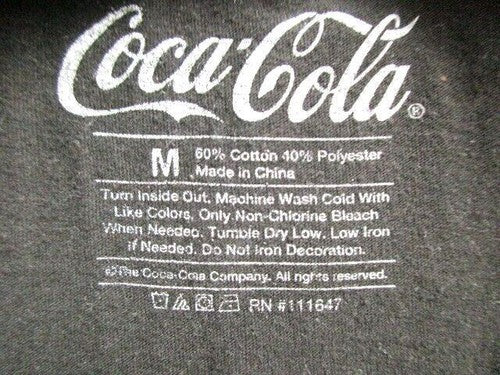 Coca-Cola®
M 60% Cotton 40% Polyester
Made in China
Turn Inside Out. Machine Wash Cold With
Like Colors. Only Non-Chlorine Bleach
When Needed. Tumble Dry Low. Low Iron
if Needed. Do Not Iron Decoration.
© The Coca-Cola Company. All rights reserved.
RN #111647